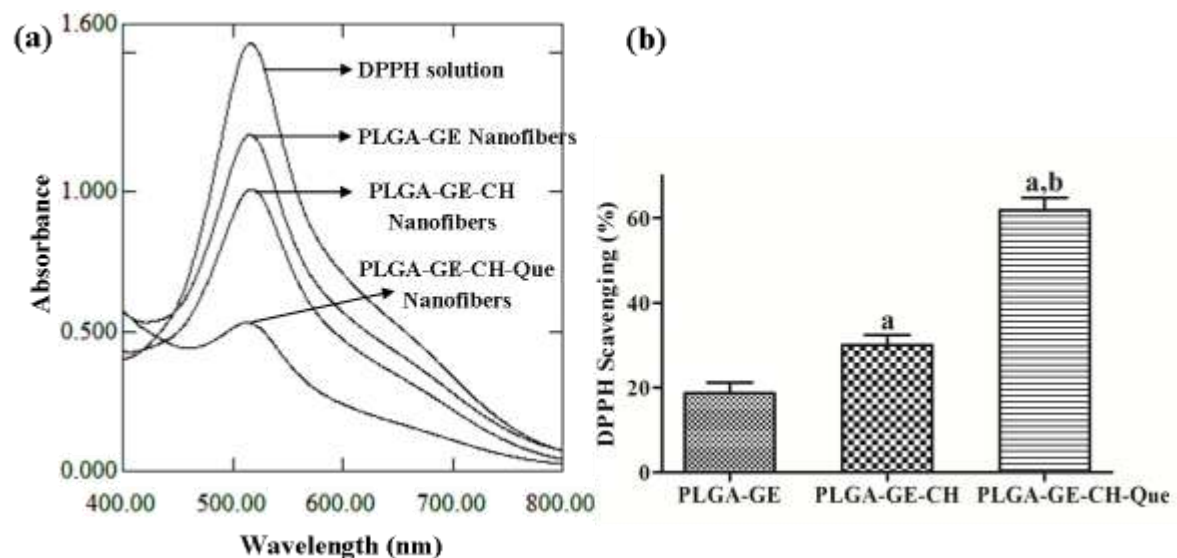 (a)
1.600
1.000
0.500
0.000
Absorbance
DPPH solution
PLGA-GE Nanofibers
PLGA-GE-CH
Nanofibers
PLGA-GE-CH-Que
Nanofibers
400.00 500.00 600.00 700.00 800.00
Wavelength (nm)
(b)
DPPH Scavenging (%)
60
40
20
0
a
a,b
PLGA-GE PLGA-GE-CH PLGA-GE-CH-Que